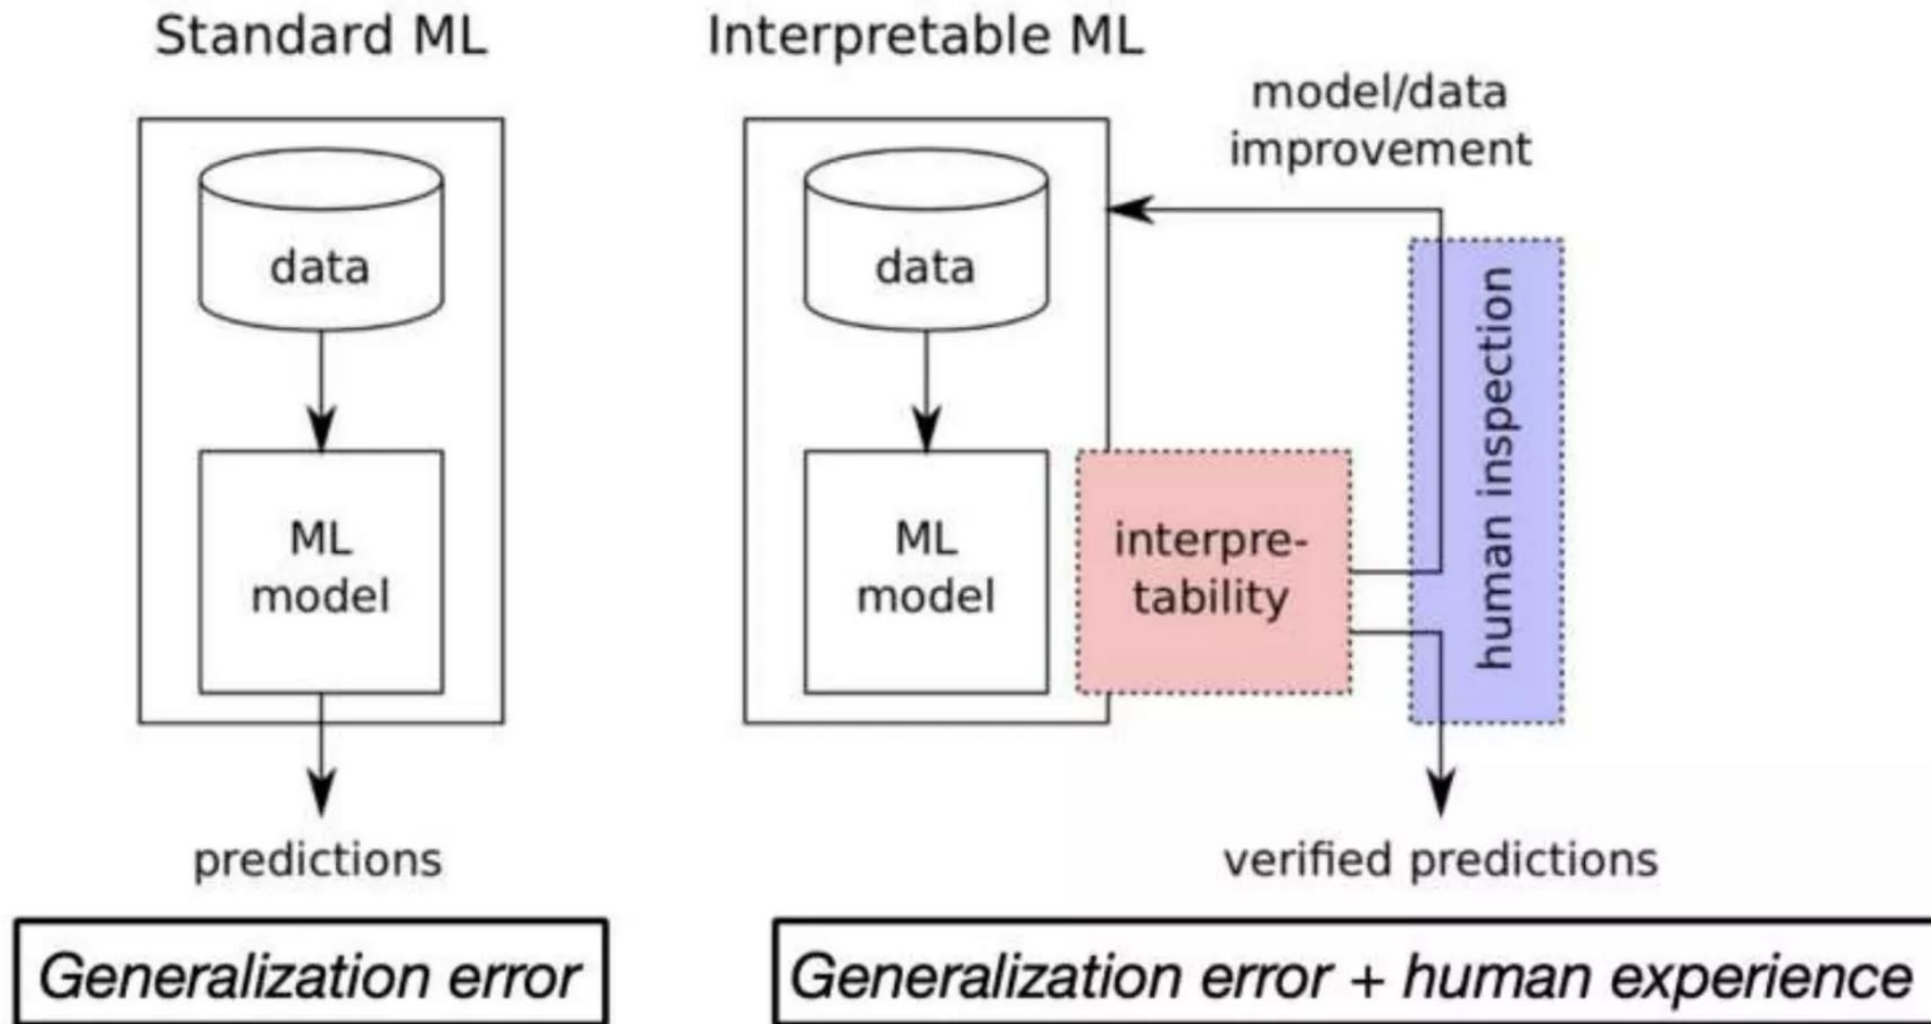 Standard ML
data
ML
model
predictions
Generalization error
Interpretable ML
model/data
improvement
data
ML
model
interpre-
tability
human inspection
verified predictions
Generalization error + human experience